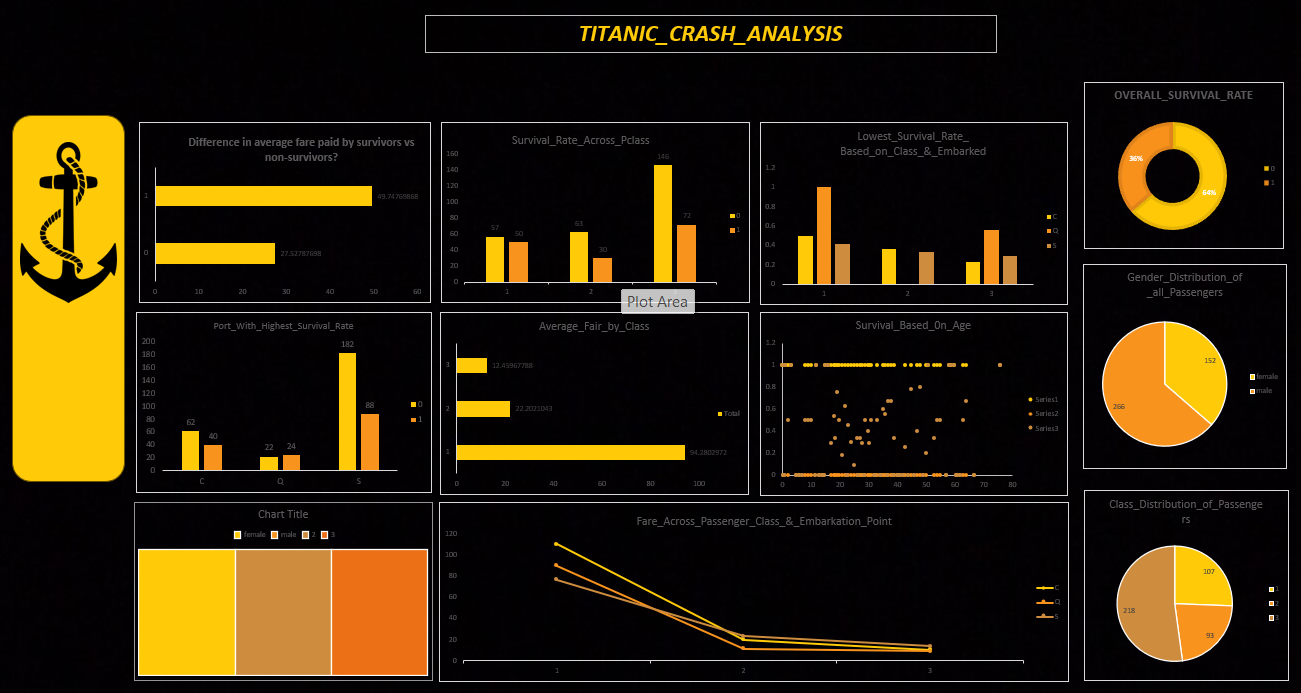 TITANIC_CRASH_ANALYSIS
Difference in average fare paid by survivors vs
non-survivors?
1
49.74769868
0
27.52787698
0 10 20 30 40 50 60
Survival_Rate_Across_Pclass
160
140
120
100
80
60
40
20
0
57 50 63 30 146 72
1 2
0
1
Plot Area
Lowest_Survival_Rate_
Based_on_Class_&_Embarked
1.2
1
0.8
0.6
0.4
0.2
0
1 2 3
C
Q
S
OVERALL_SURVIVAL_RATE
36%
64%
0
1
Gender_Distribution_of
_all_Passengers
152
266
female
male
Port_With_Highest_Survival_Rate
200
180
160
140
120
100
80
60
40
20
0
62 40 22 24 182 88
C Q S
0
1
Average_Fair_by_Class
3
12.45967788
2
22.2021043
1
94.2802972
0 20 40 60 80 100
Total
Survival_Based_0n_Age
1.2
1
0.8
0.6
0.4
0.2
0
0 10 20 30 40 50 60 70 80
Series1
Series2
Series3
Chart Title
female male 2 3
Fare_Across_Passenger_Class_&_Embarkation_Point
120
100
80
60
40
20
0
1 2 3
C
Q
S
Class_Distribution_of_Passenge
rs
107
218
93
1
2
3